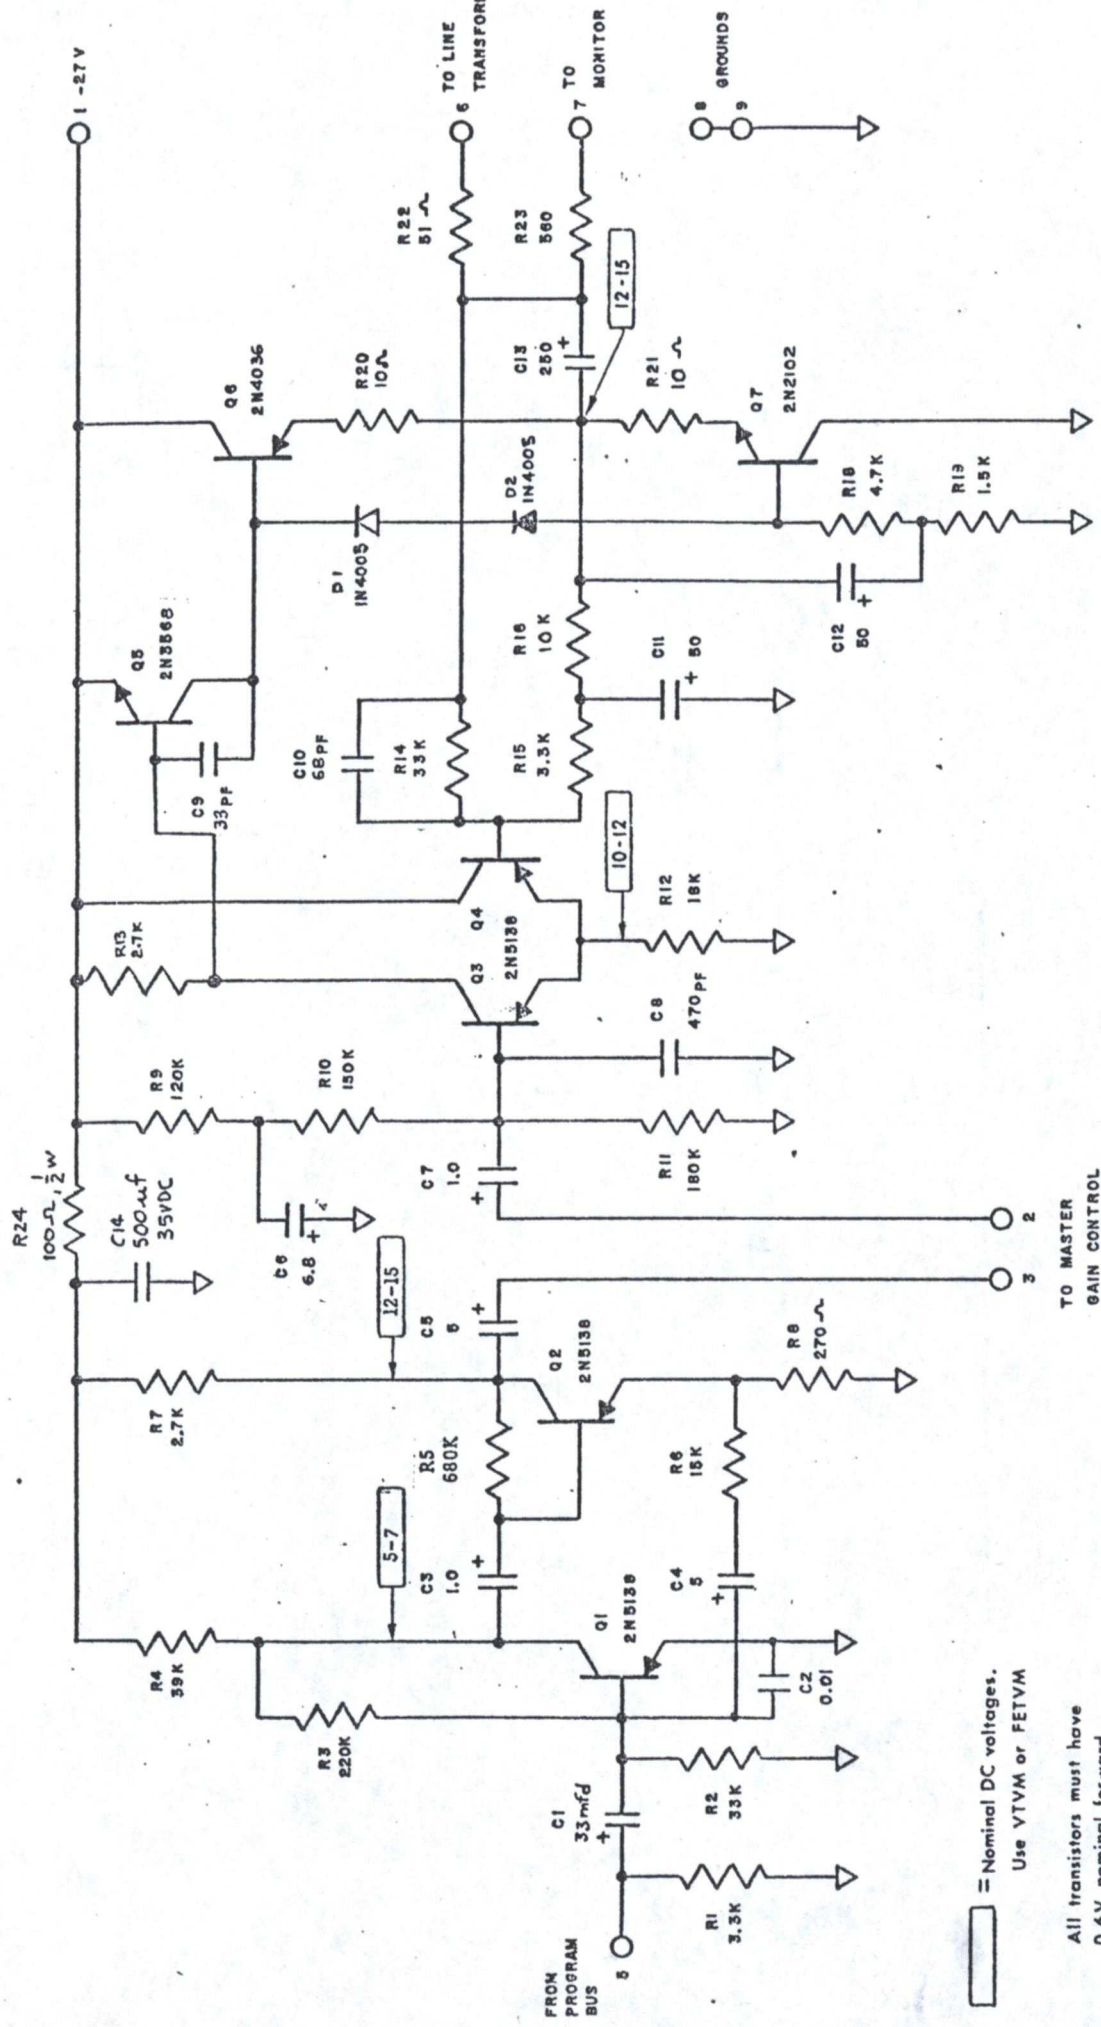 1 -27V
R24
100Ω, 1/2 W
C14
500uf
35VDC
R4
39K
R3
220K
5-7
R7
2.7K
12-15
C6
6.8 +
R9
120K
R10
150K
R13
2.7K
C9
33PF
Q5
2N3568
Q6
2N4036
R20
10Ω
D1
1N4005
D2
1N4005
C10
68PF
R14
33K
R22
51 Ω
6 TO LINE
TRANSFOR
FROM
PROGRAM
BUS
5
R1
3.3K
C1
33mfd
+
R2
33K
Q1
2N5138
C2
0.01
C3
1.0
+
R5
680K
C4
5
+
R6
15K
Q2
2N5138
R8
270Ω
C5
5
+
C7
1.0
+
R11
180K
C8
470PF
Q3
Q4
2N5138
10-12
R12
18K
R15
3.3K
R16
10K
C11
50
+
C12
50
+
R18
4.7K
R19
1.5K
Q7
2N2102
R21
10 Ω
C13
250
+
12-15
R23
560
7 TO
MONITOR
8
9
GROUNDS
3
2
TO MASTER
GAIN CONTROL
= Nominal DC voltages.
Use VTVM or FETVM
All transistors must have